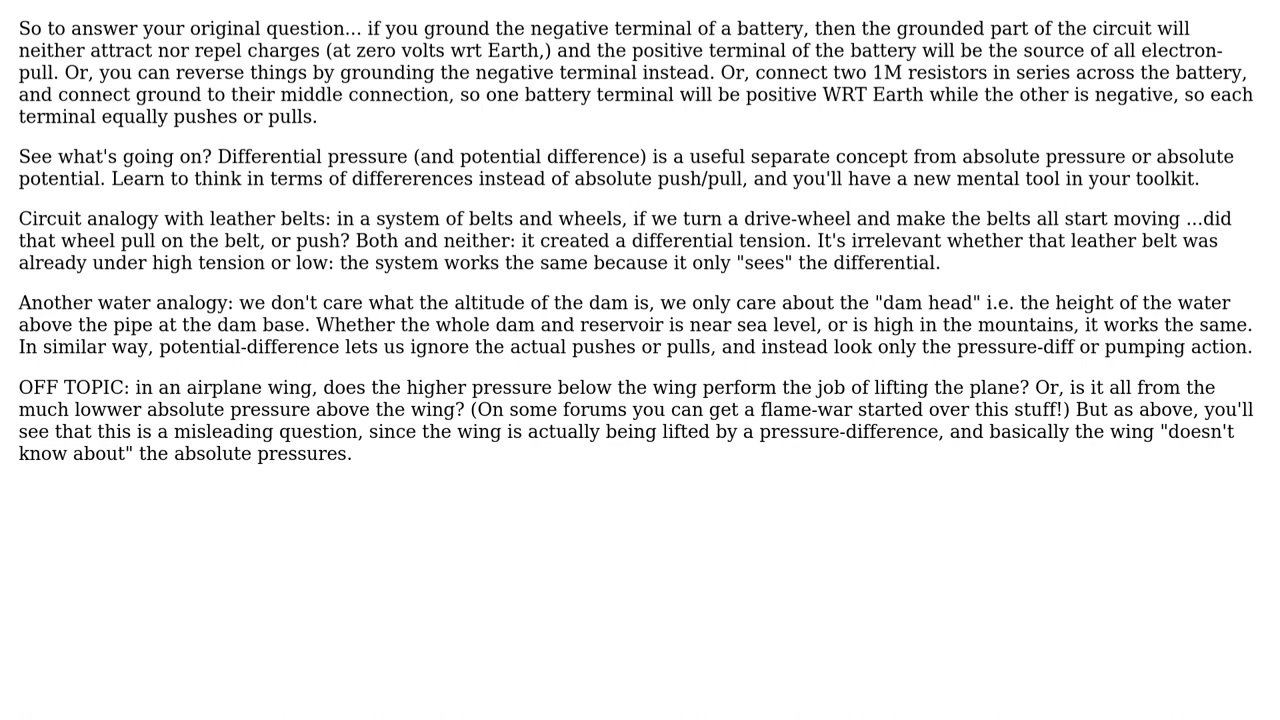 So to answer your original question... if you ground the negative terminal of a battery, then the grounded part of the circuit will
neither attract nor repel charges (at zero volts wrt Earth,) and the positive terminal of the battery will be the source of all electron-
pull. Or, you can reverse things by grounding the negative terminal instead. Or, connect two 1M resistors in series across the battery,
and connect ground to their middle connection, so one battery terminal will be positive WRT Earth while the other is negative, so each
terminal equally pushes or pulls.
See what's going on? Differential pressure (and potential difference) is a useful separate concept from absolute pressure or absolute
potential. Learn to think in terms of differerences instead of absolute push/pull, and you'll have a new mental tool in your toolkit.
Circuit analogy with leather belts: in a system of belts and wheels, if we turn a drive-wheel and make the belts all start moving ...did
that wheel pull on the belt, or push? Both and neither: it created a differential tension. It's irrelevant whether that leather belt was
already under high tension or low: the system works the same because it only "sees" the differential.
Another water analogy: we don't care what the altitude of the dam is, we only care about the "dam head" i.e. the height of the water
above the pipe at the dam base. Whether the whole dam and reservoir is near sea level, or is high in the mountains, it works the same.
In similar way, potential-difference lets us ignore the actual pushes or pulls, and instead look only the pressure-diff or pumping action.
OFF TOPIC: in an airplane wing, does the higher pressure below the wing perform the job of lifting the plane? Or, is it all from the
much lowwer absolute pressure above the wing? (On some forums you can get a flame-war started over this stuff!) But as above, you'll
see that this is a misleading question, since the wing is actually being lifted by a pressure-difference, and basically the wing "doesn't
know about" the absolute pressures.